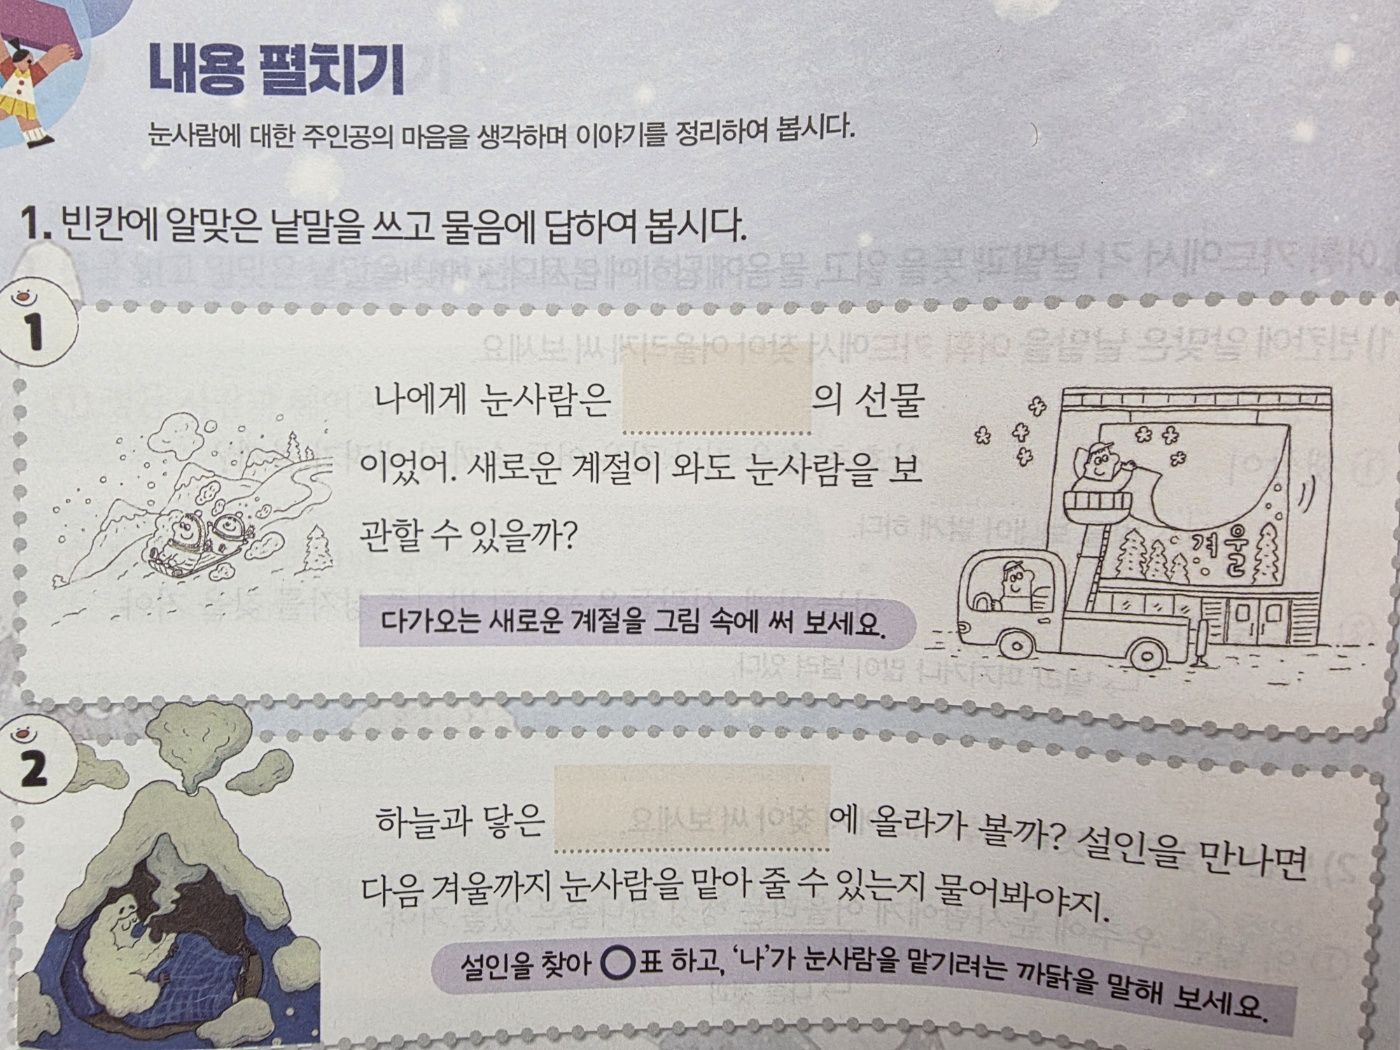 내용 펼치기
눈사람에 대한 주인공의 마음을 생각하며 이야기를 정리하여 봅시다.
1. 빈칸에 알맞은 낱말을 쓰고 물음에 답하여 봅시다.
1
나에게 눈사람은 의 선물
이었어. 새로운 계절이 와도 눈사람을 보
관할 수 있을까?
겨울
다가오는 새로운 계절을 그림 속에 써 보세요.
2
하늘과 닿은 에 올라가 볼까? 설인을 만나면
다음 겨울까지 눈사람을 맡아 줄 수 있는지 물어봐야지.
설인을 찾아 ○표 하고, ‘나’가 눈사람을 맡기려는 까닭을 말해 보세요.